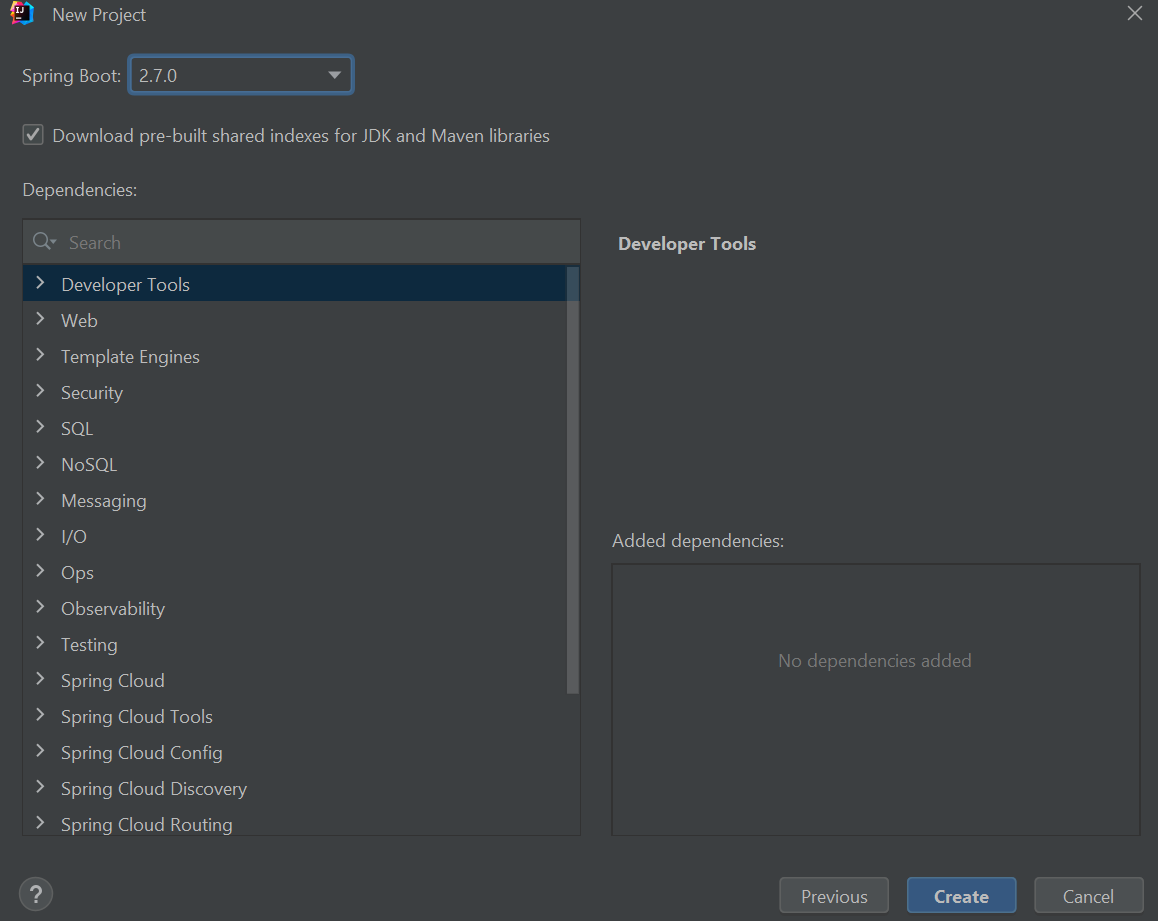 New Project
Spring Boot: 2.7.0
Download pre-built shared indexes for JDK and Maven libraries
Dependencies:
Search
Developer Tools
Web
Template Engines
Security
SQL
NoSQL
Messaging
I/O
Ops
Observability
Testing
Spring Cloud
Spring Cloud Tools
Spring Cloud Config
Spring Cloud Discovery
Spring Cloud Routing
Developer Tools
Added dependencies:
No dependencies added
?
Previous
Create
Cancel